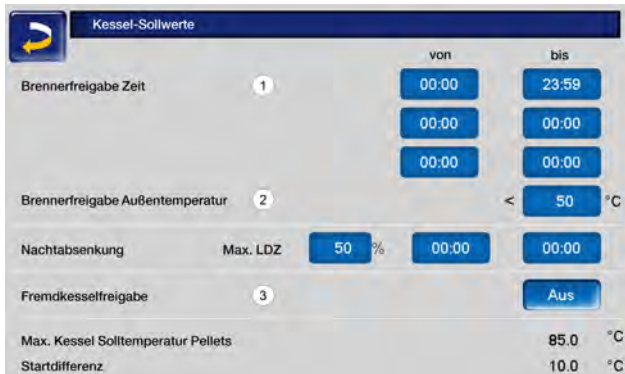 Kessel-Sollwerte
von bis
Brennerfreigabe Zeit 1 00:00 23:59
00:00 00:00
00:00 00:00
Brennerfreigabe Außentemperatur 2 < 50 °C
Nachtabsenkung Max. LDZ 50 % 00:00 00:00
Fremdkesselfreigabe 3 Aus
Max. Kessel Solltemperatur Pellets 85.0 °C
Startdifferenz 10.0 °C